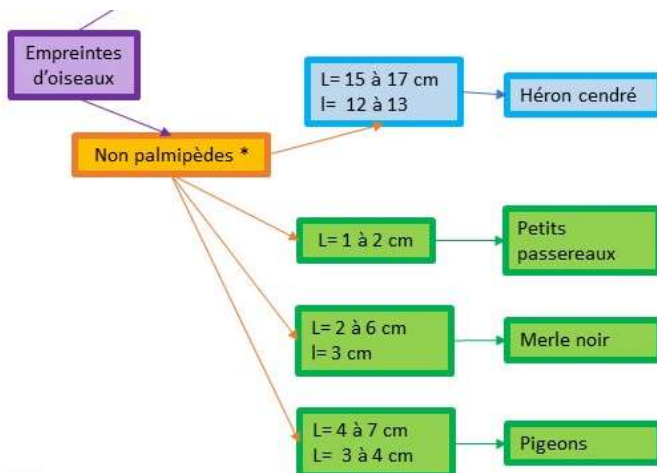 Empreintes
d'oiseaux
L= 15 à 17 cm
l= 12 à 13
Héron cendré
Non palmipèdes *
L= 1 à 2 cm
Petits
passereaux
L= 2 à 6 cm
l= 3 cm
Merle noir
L= 4 à 7 cm
L= 3 à 4 cm
Pigeons